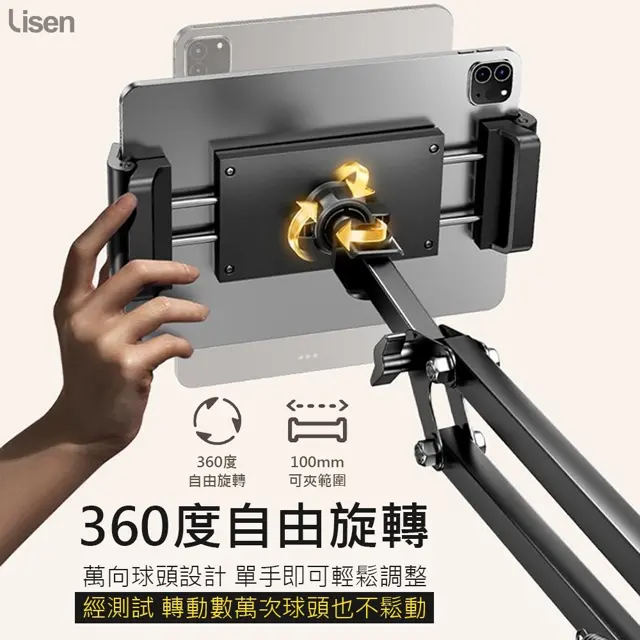 Lisen
360度
自由旋轉
100mm
可夾範圍
360度自由旋轉
萬向球頭設計 單手即可輕鬆調整
經測試 轉動數萬次球頭也不鬆動